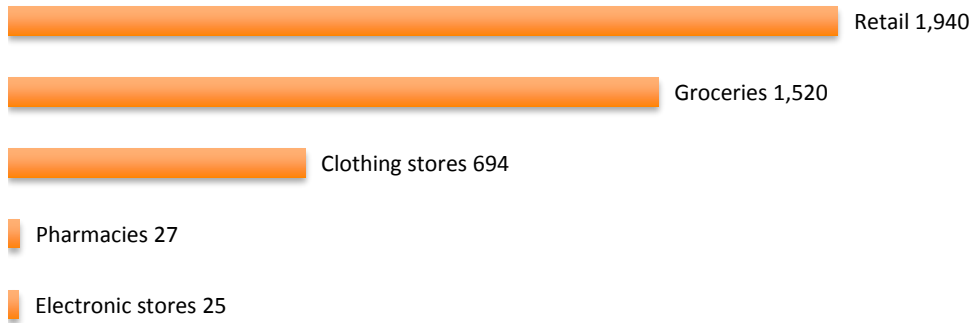 Retail 1,940
Groceries 1,520
Clothing stores 694
Pharmacies 27
Electronic stores 25